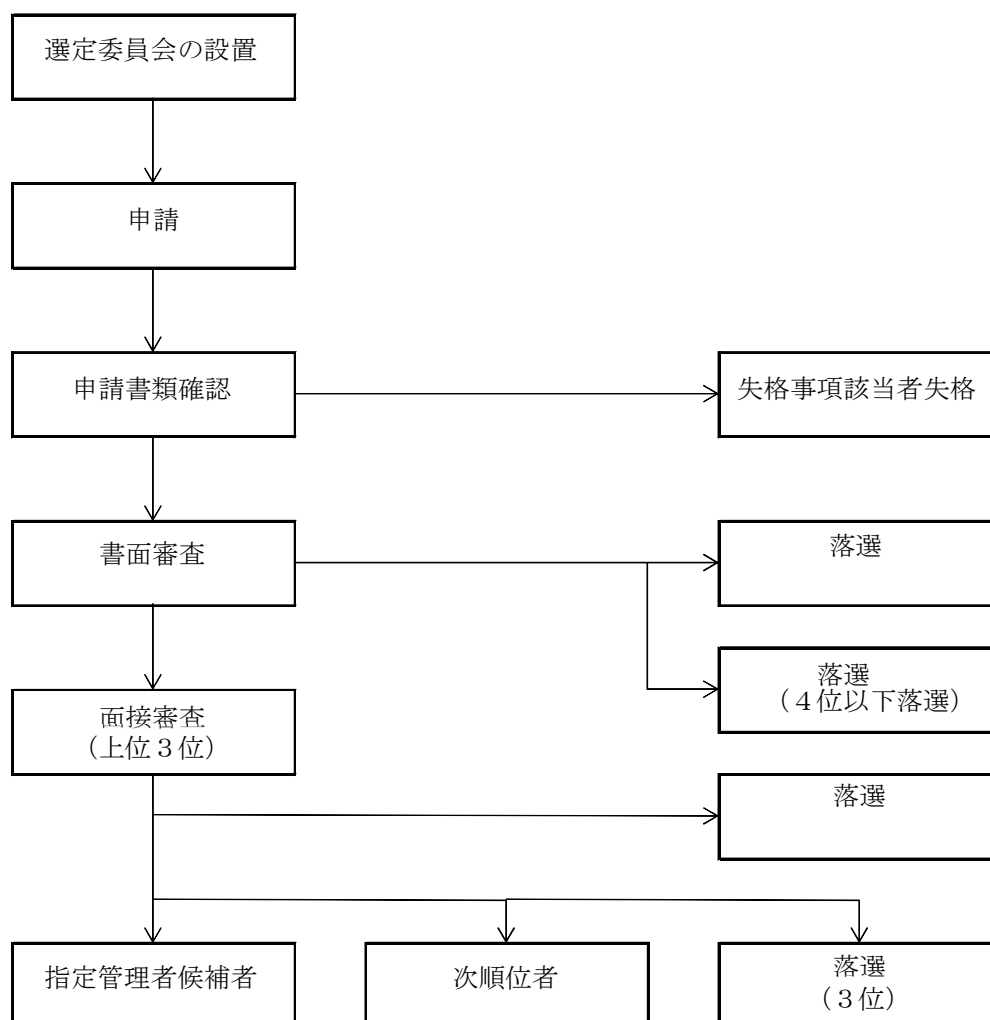 選定委員会の設置
申請
申請書類確認
失格事項該当者失格
書面審査
落選
落選
（４位以下落選）
面接審査
（上位３位）
落選
指定管理者候補者
次順位者
落選
（３位）